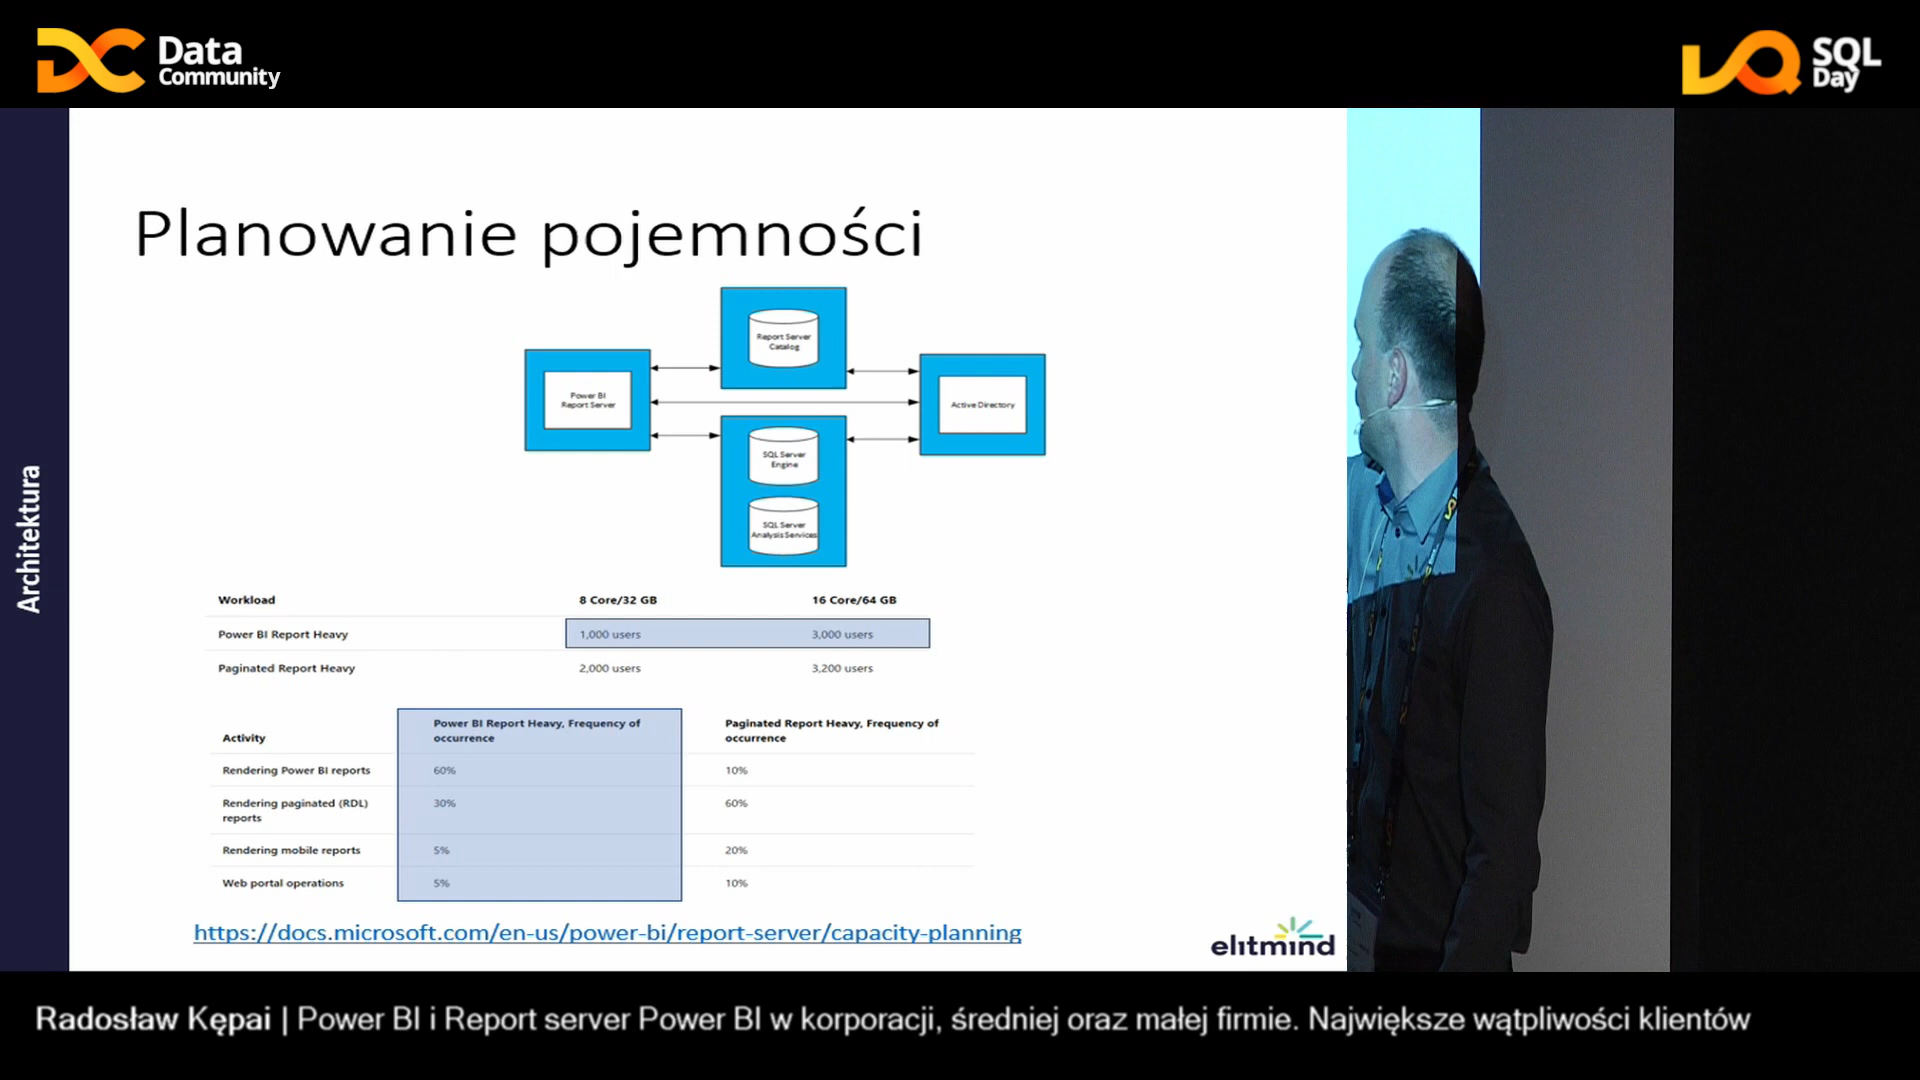 Data
Community
SQL
Day
Architektura
Planowanie pojemności
Report Server
Catalog
Power BI
Report Server
Active Directory
SQL Server
Engine
SQL Server
Analysis Services
Workload 8 Core/32 GB 16 Core/64 GB
Power BI Report Heavy 1,000 users 3,000 users
Paginated Report Heavy 2,000 users 3,200 users
Activity Power BI Report Heavy, Frequency of occurrence Paginated Report Heavy, Frequency of occurrence
Rendering Power BI reports 60% 10%
Rendering paginated (RDL) reports 30% 60%
Rendering mobile reports 5% 20%
Web portal operations 5% 10%
https://docs.microsoft.com/en-us/power-bi/report-server/capacity-planning
elitmind
Radosław Kępai | Power BI i Report server Power BI w korporacji, średniej oraz małej firmie. Największe wątpliwości klientów